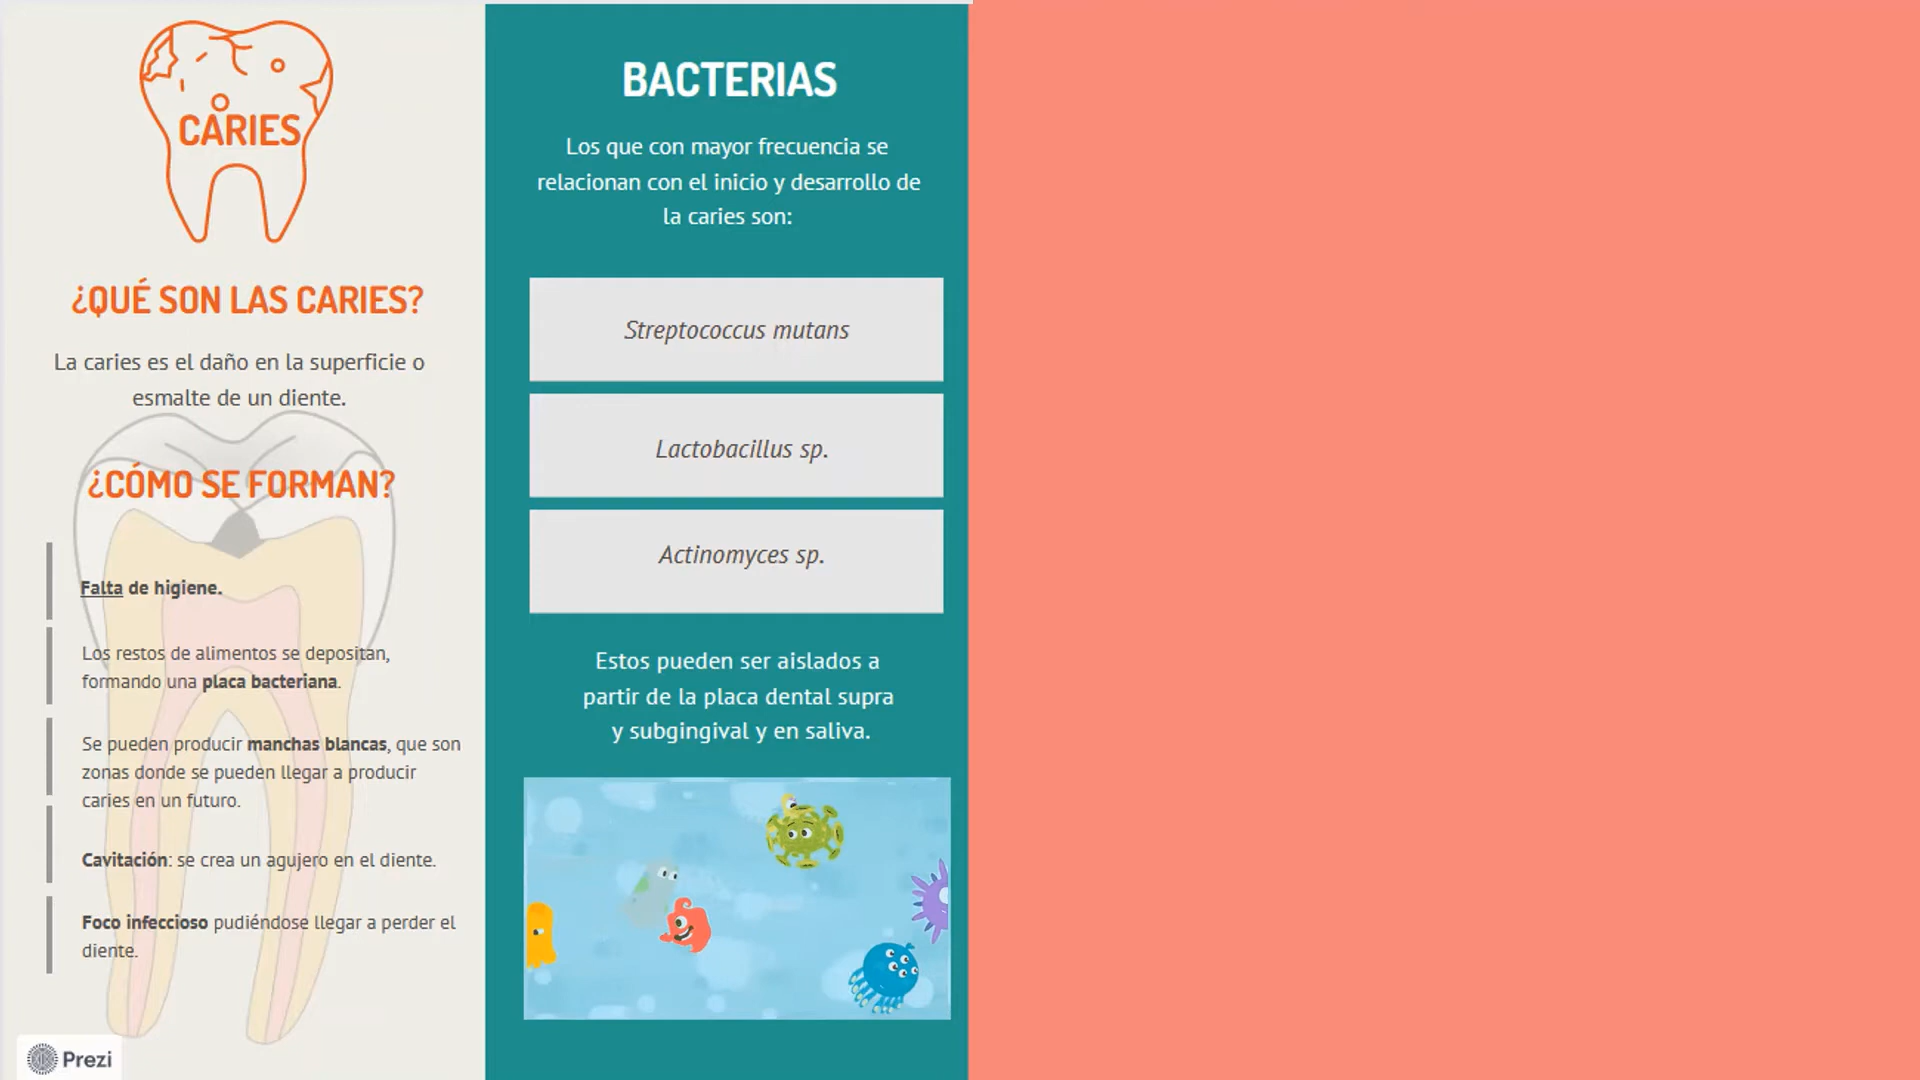 CARIES
¿QUÉ SON LAS CARIES?
La caries es el daño en la superficie o
esmalte de un diente.
¿CÓMO SE FORMAN?
Falta de higiene.
Los restos de alimentos se depositan,
formando una placa bacteriana.
Se pueden producir manchas blancas, que son
zonas donde se pueden llegar a producir
caries en un futuro.
Cavitación: se crea un agujero en el diente.
Foco infeccioso pudiéndose llegar a perder el
diente.
Prezi
BACTERIAS
Los que con mayor frecuencia se
relacionan con el inicio y desarrollo de
la caries son:
Streptococcus mutans
Lactobacillus sp.
Actinomyces sp.
Estos pueden ser aislados a
partir de la placa dental supra
y subgingival y en saliva.